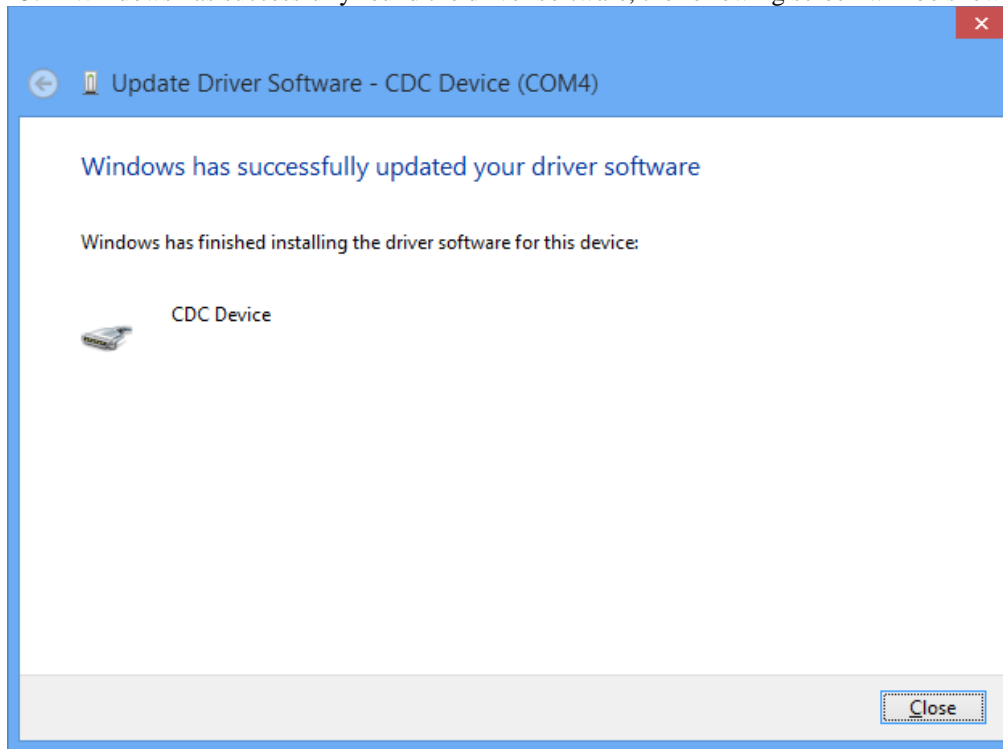 Update Driver Software - CDC Device (COM4)
Windows has successfully updated your driver software
Windows has finished installing the driver software for this device:
CDC Device
Close